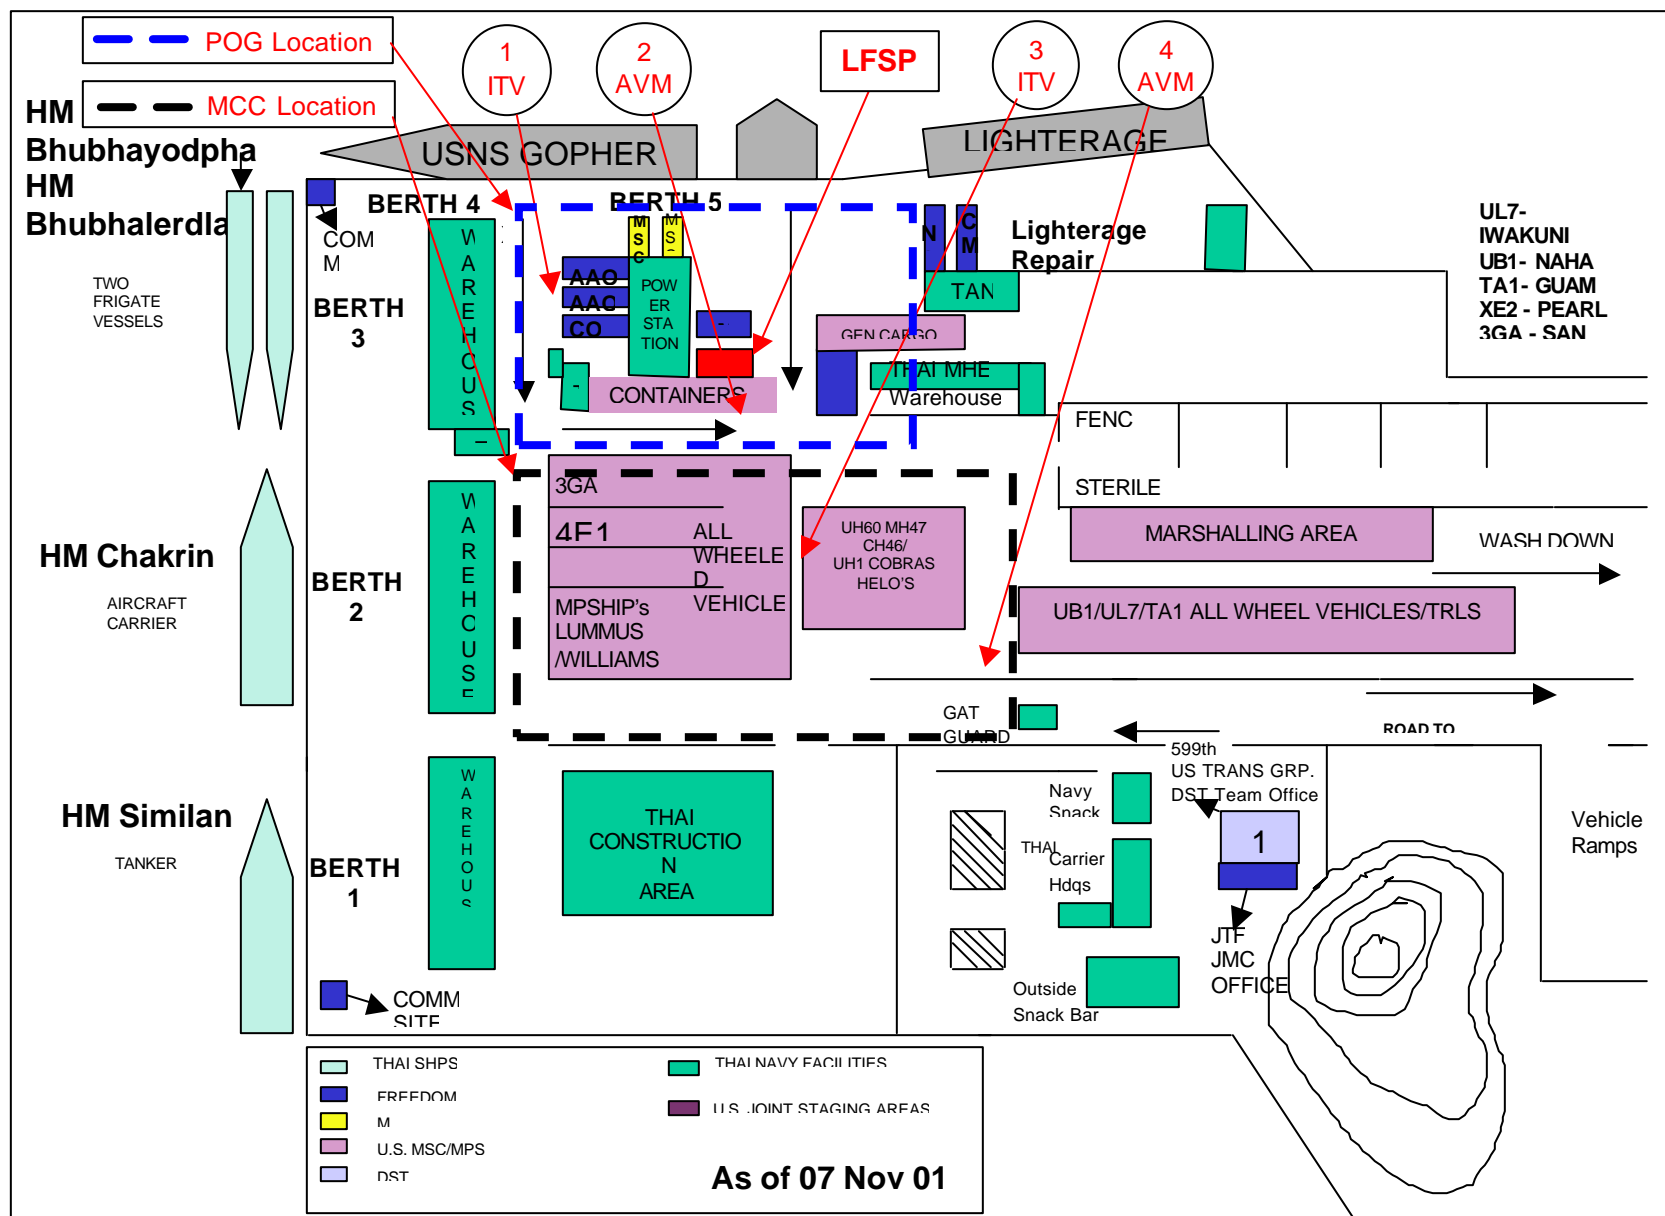 POG Location
MCC Location
1
ITV
2
AVM
LFSP
3
ITV
4
AVM
HM
Bhubhayodpha
HM
Bhubhalerdla
TWO
FRIGATE
VESSELS
USNS GOPHER
LIGHTERAGE
COM
M
BERTH 4
BERTH 5
BERTH
3
WAREHOUS
M
S
C
M
S
AAO
AAC
CO
POW
ER
STA
TION
CONTAINERS
N
C
M
Lighterage
Repair
TAN
GEN CARGO
THAI MHE
Warehouse
UL7-
IWAKUNI
UB1- NAHA
TA1- GUAM
XE2 - PEARL
3GA - SAN
FENC
STERILE
HM Chakrin
AIRCRAFT
CARRIER
BERTH
2
WAREHOUSE
3GA
4F1
ALL
WHEELE
D
VEHICLE
MPSHIP's
LUMMUS
/WILLIAMS
UH60 MH47
CH46/
UH1 COBRAS
HELO'S
MARSHALLING AREA
WASH DOWN
UB1/UL7/TA1 ALL WHEEL VEHICLES/TRLS
GAT
GUARD
ROAD TO
599th
US TRANS GRP.
DST Team Office
HM Similan
TANKER
BERTH
1
WAREHOUS
THAI
CONSTRUCTIO
N
AREA
Navy
Snack
THAI
Carrier
Hdqs
1
Vehicle
Ramps
JTF
JMC
OFFICE
Outside
Snack Bar
COMM
SITE
THAI SHPS
FREEDOM
M
U.S. MSC/MPS
DST
THAI NAVY FACILITIES
U.S. JOINT STAGING AREAS
As of 07 Nov 01